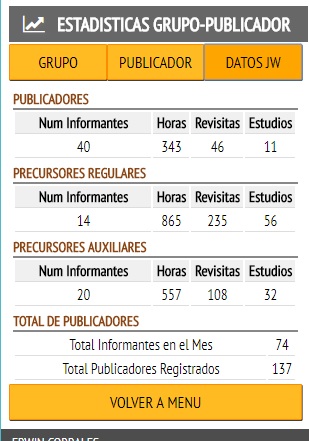 ESTADISTICAS GRUPO-PUBLICADOR
GRUPO PUBLICADOR DATOS JW
PUBLICADORES
Num Informantes Horas Revisitas Estudios
40 343 46 11
PRECURSORES REGULARES
Num Informantes Horas Revisitas Estudios
14 865 235 56
PRECURSORES AUXILIARES
Num Informantes Horas Revisitas Estudios
20 557 108 32
TOTAL DE PUBLICADORES
Total Informantes en el Mes 74
Total Publicadores Registrados 137
VOLVER A MENU
ERWIN CORRALES